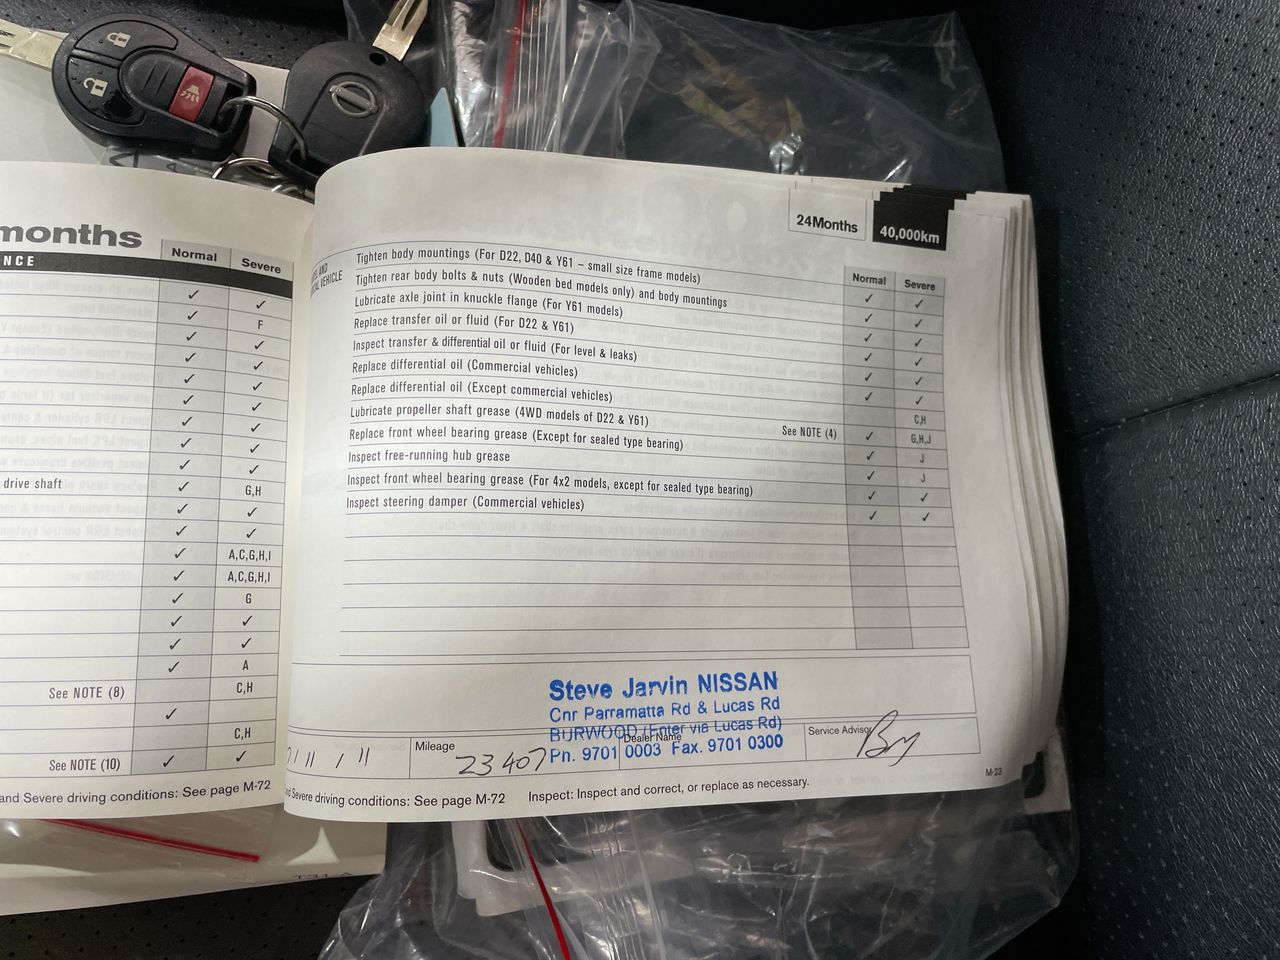 months
NCE
Normal
Severe
✓ ✓
✓ F
✓ ✓
✓ ✓
✓ ✓
✓ ✓
✓ ✓
✓ ✓
✓ ✓
drive shaft ✓ G,H
✓ ✓
✓ ✓
✓ A,C,G,H,I
✓ A,C,G,H,I
✓ G
✓ ✓
✓ ✓
✓ A
See NOTE (8) C,H
✓
C,H
See NOTE (10) ✓ ✓
and Severe driving conditions: See page M-72
24Months
40,000km
AND
VEHICLE
Normal
Severe
Tighten body mountings (For D22, D40 & Y61 – small size frame models) ✓ ✓
Tighten rear body bolts & nuts (Wooden bed models only) and body mountings ✓ ✓
Lubricate axle joint in knuckle flange (For Y61 models) ✓ ✓
Replace transfer oil or fluid (For D22 & Y61) ✓ ✓
Inspect transfer & differential oil or fluid (For level & leaks) ✓ ✓
Replace differential oil (Commercial vehicles) C,H
Replace differential oil (Except commercial vehicles) See NOTE (4) ✓ G,H,J
Lubricate propeller shaft grease (4WD models of D22 & Y61) ✓ J
Replace front wheel bearing grease (Except for sealed type bearing) ✓ J
Inspect free-running hub grease ✓ ✓
Inspect front wheel bearing grease (For 4x2 models, except for sealed type bearing) ✓ ✓
Inspect steering damper (Commercial vehicles)
Steve Jarvin NISSAN
Cnr Parramatta Rd & Lucas Rd
BURWOOD (Enter via Lucas Rd)
Ph. 9701 0003 Fax. 9701 0300
/ 11 / 11
Mileage
23407
Dealer Name
Service Advisor
Severe driving conditions: See page M-72
Inspect: Inspect and correct, or replace as necessary.
M-23
T31-A